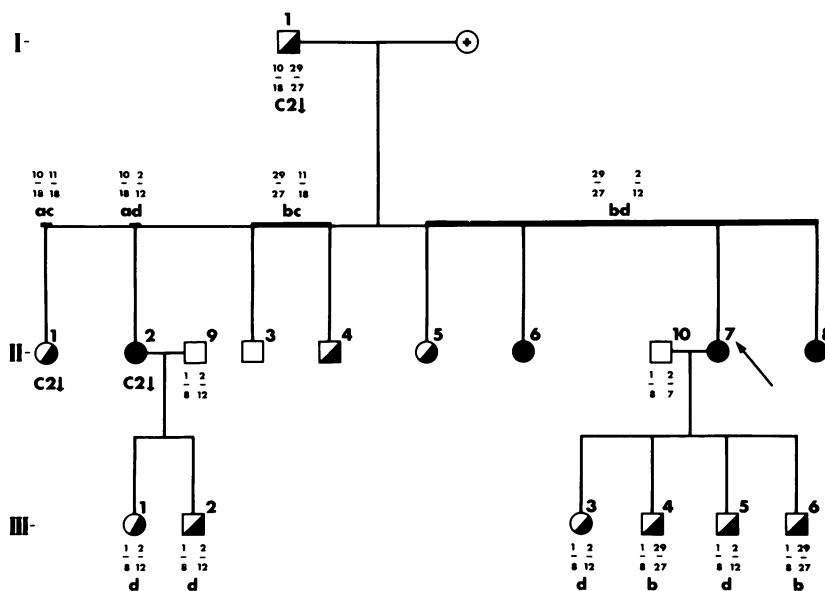 I- 1 +
10 29
18 27
C2↓
10 11 10 2 29 11 29 2
18 18 18 12 27 18 27 12
ac ad bc bd
II- 1 2 9 3 4 5 6 10 7 8
C2↓ C2↓ 1 2 1 2
8 12 8 7
III- 1 2 3 4 5 6
1 2 1 2 1 2 1 29 1 2 1 29
8 12 8 12 8 12 8 27 8 12 8 27
d d d b d b